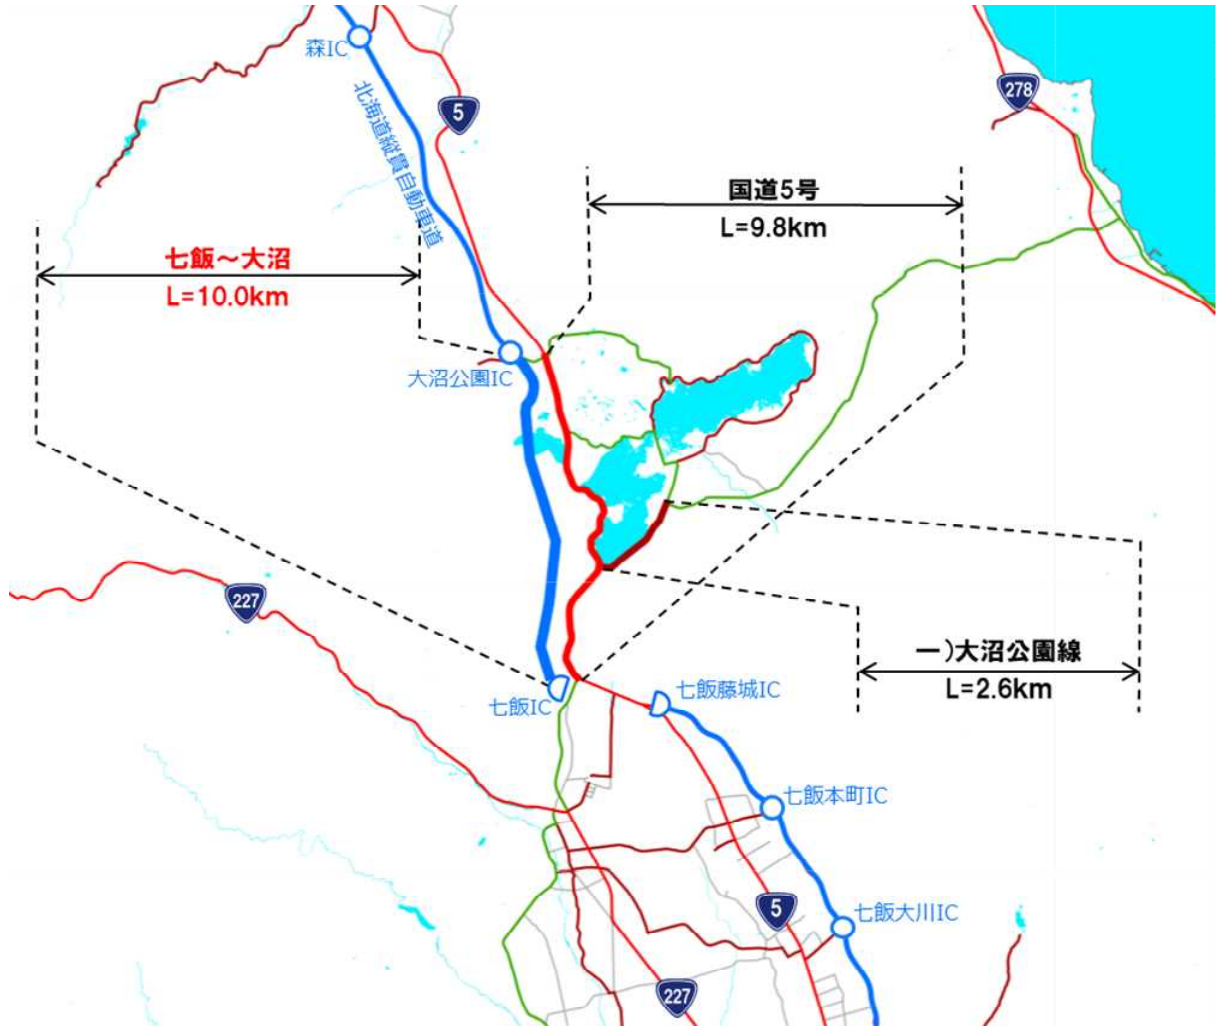 森IC
北海道縦貫自動車道
5
278
国道5号
L=9.8km
七飯～大沼
L=10.0km
大沼公園IC
227
一)大沼公園線
L=2.6km
七飯IC
七飯藤城IC
七飯本町IC
5
七飯大川IC
227